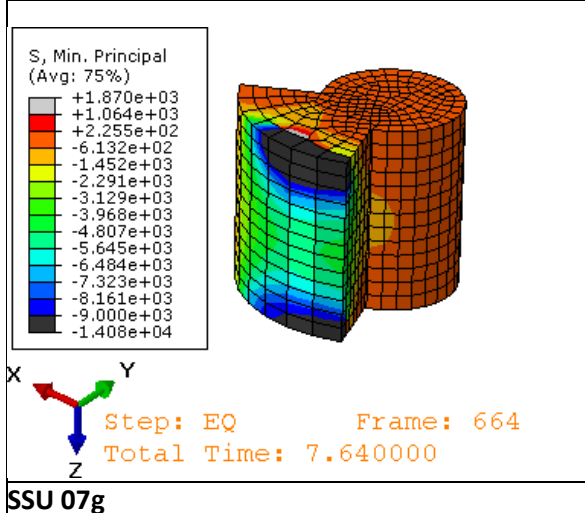 S, Min. Principal
(Avg: 75%)
+1.870e+03
+1.064e+03
+2.255e+02
-6.132e+02
-1.452e+03
-2.291e+03
-3.129e+03
-3.968e+03
-4.807e+03
-5.645e+03
-6.484e+03
-7.323e+03
-8.161e+03
-9.000e+03
-1.408e+04
X
Y
Z
Step: EQ Frame: 664
Total Time: 7.640000
SSU 07g